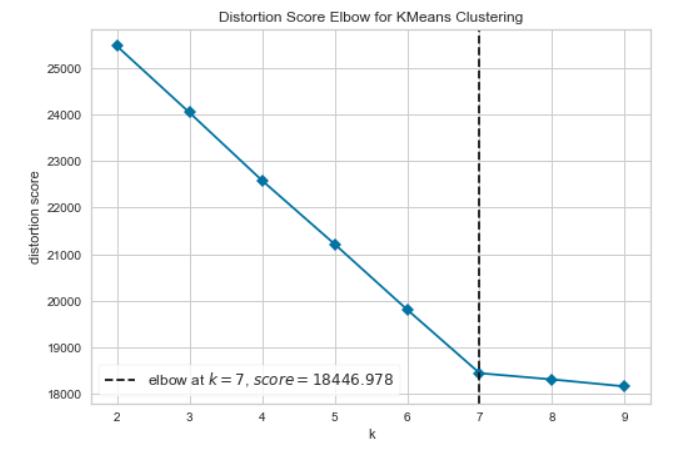 Distortion Score Elbow for KMeans Clustering
25000
24000
23000
22000
21000
20000
19000
18000
distortion score
elbow at k = 7, score = 18446.978
2 3 4 5 6 7 8 9
k